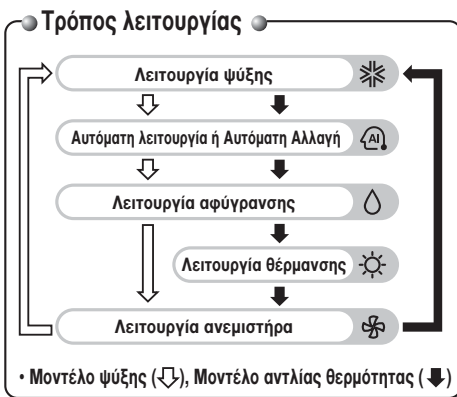 Τρόπος λειτουργίας
Λειτουργία ψύξης
Αυτόματη λειτουργία ή Αυτόματη Αλλαγή
AI
Λειτουργία αφύγρανσης
Λειτουργία θέρμανσης
Λειτουργία ανεμιστήρα
• Μοντέλο ψύξης (⇩), Μοντέλο αντλίας θερμότητας (🡇)